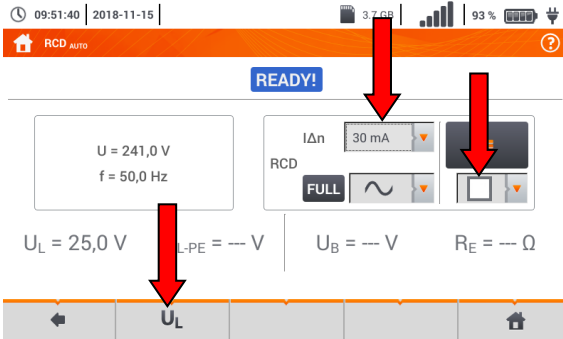 09:51:40 2018-11-15 3.7 GB 93 %
RCD AUTO
READY!
U = 241,0 V
f = 50,0 Hz
IΔn 30 mA
RCD
FULL
UL = 25,0 V L-PE = --- V UB = --- V RE = --- Ω
UL